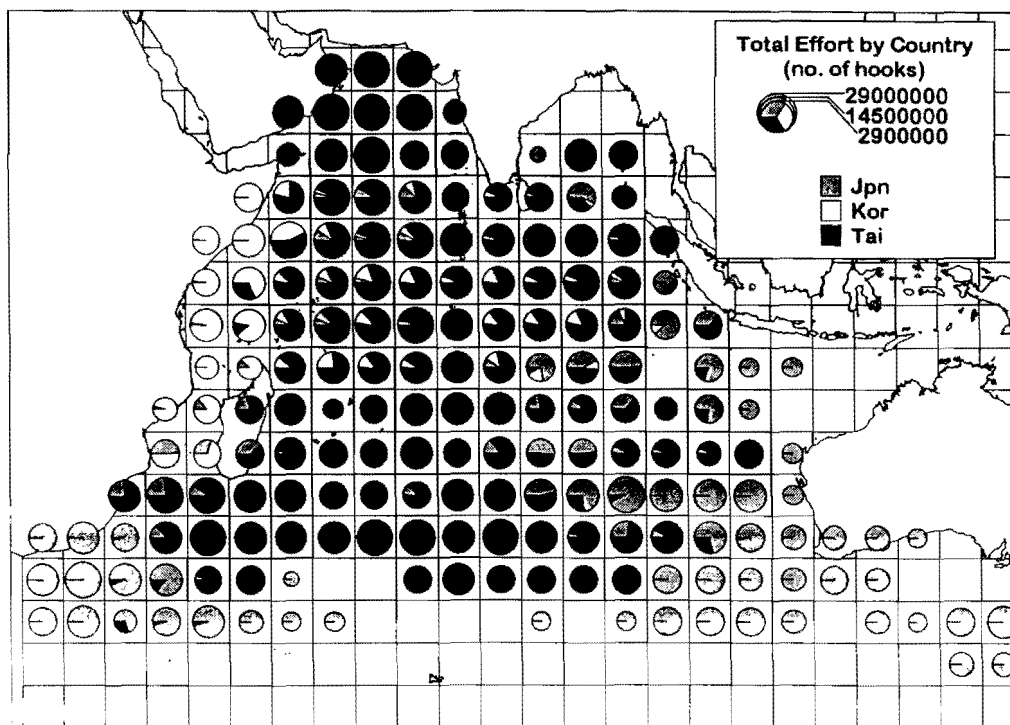 Total Effort by Country
(no. of hooks)
29000000
14500000
2900000
Jpn
Kor
Tai